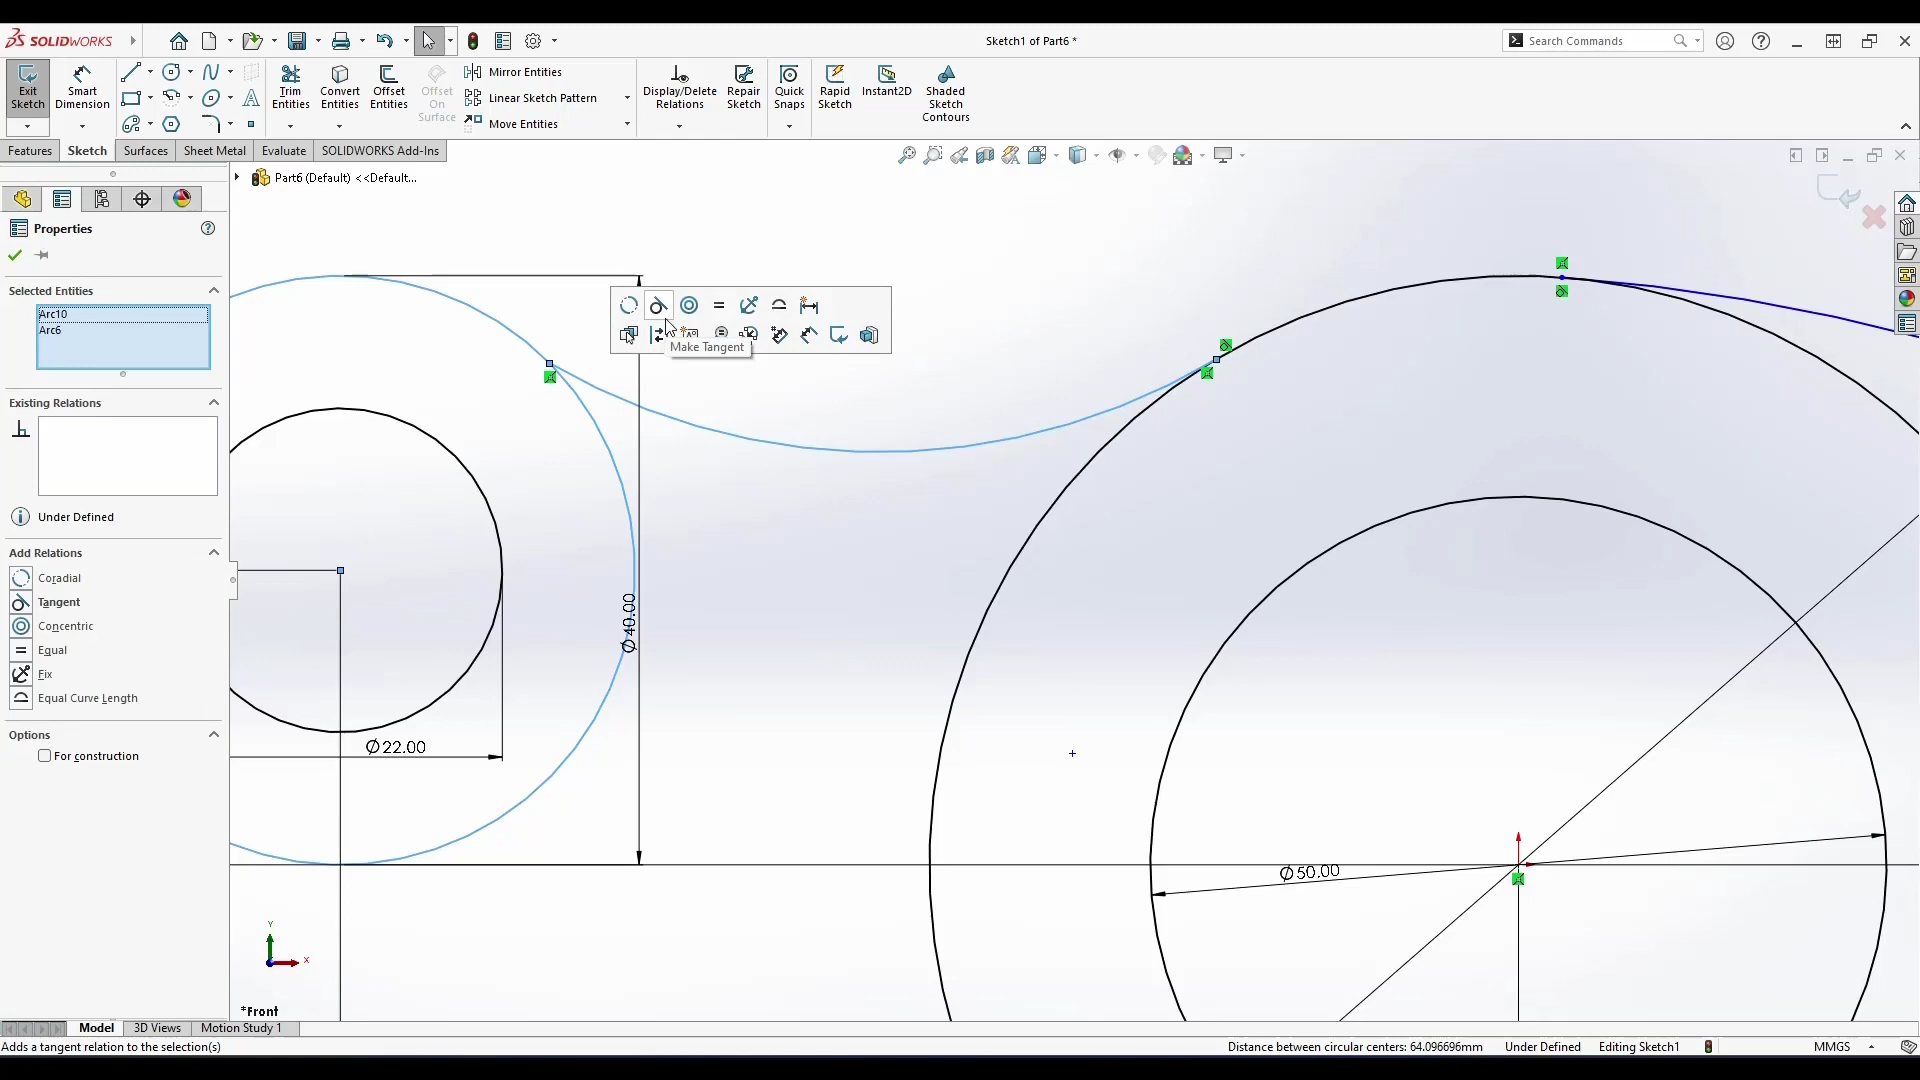 SOLIDWORKS
Sketch1 of Part6 *
Search Commands
Exit Sketch
Smart Dimension
Trim Entities
Convert Entities
Offset Entities
Offset On Surface
Mirror Entities
Linear Sketch Pattern
Move Entities
Display/Delete Relations
Repair Sketch
Quick Snaps
Rapid Sketch
Instant2D
Shaded Sketch Contours
Features
Sketch
Surfaces
Sheet Metal
Evaluate
SOLIDWORKS Add-Ins
Part6 (Default) <<Default...
Properties
Selected Entities
Arc10
Arc6
Existing Relations
Under Defined
Add Relations
Coradial
Tangent
Concentric
Equal
Fix
Equal Curve Length
Options
For construction
Make Tangent
Ø40.00
Ø22.00
Ø50.00
Y
X
*Front
Model
3D Views
Motion Study 1
Adds a tangent relation to the selection(s)
Distance between circular centers: 64.096696mm
Under Defined
Editing Sketch1
MMGS